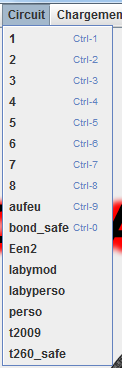 Circuit Chargemen
1 Ctrl-1
2 Ctrl-2
3 Ctrl-3
4 Ctrl-4
5 Ctrl-5
6 Ctrl-6
7 Ctrl-7
8 Ctrl-8
aufeu Ctrl-9
bond_safe Ctrl-0
Een2
labymod
labyperso
perso
t2009
t260_safe